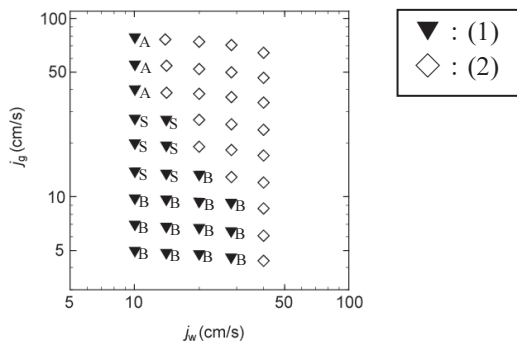 100
50
10
5
j_g (cm/s)
A
A
A
S S
S S
S S B
B B B B
B B B B
B B B B
5 10 50 100
j_w (cm/s)
▼ : (1)
◇ : (2)